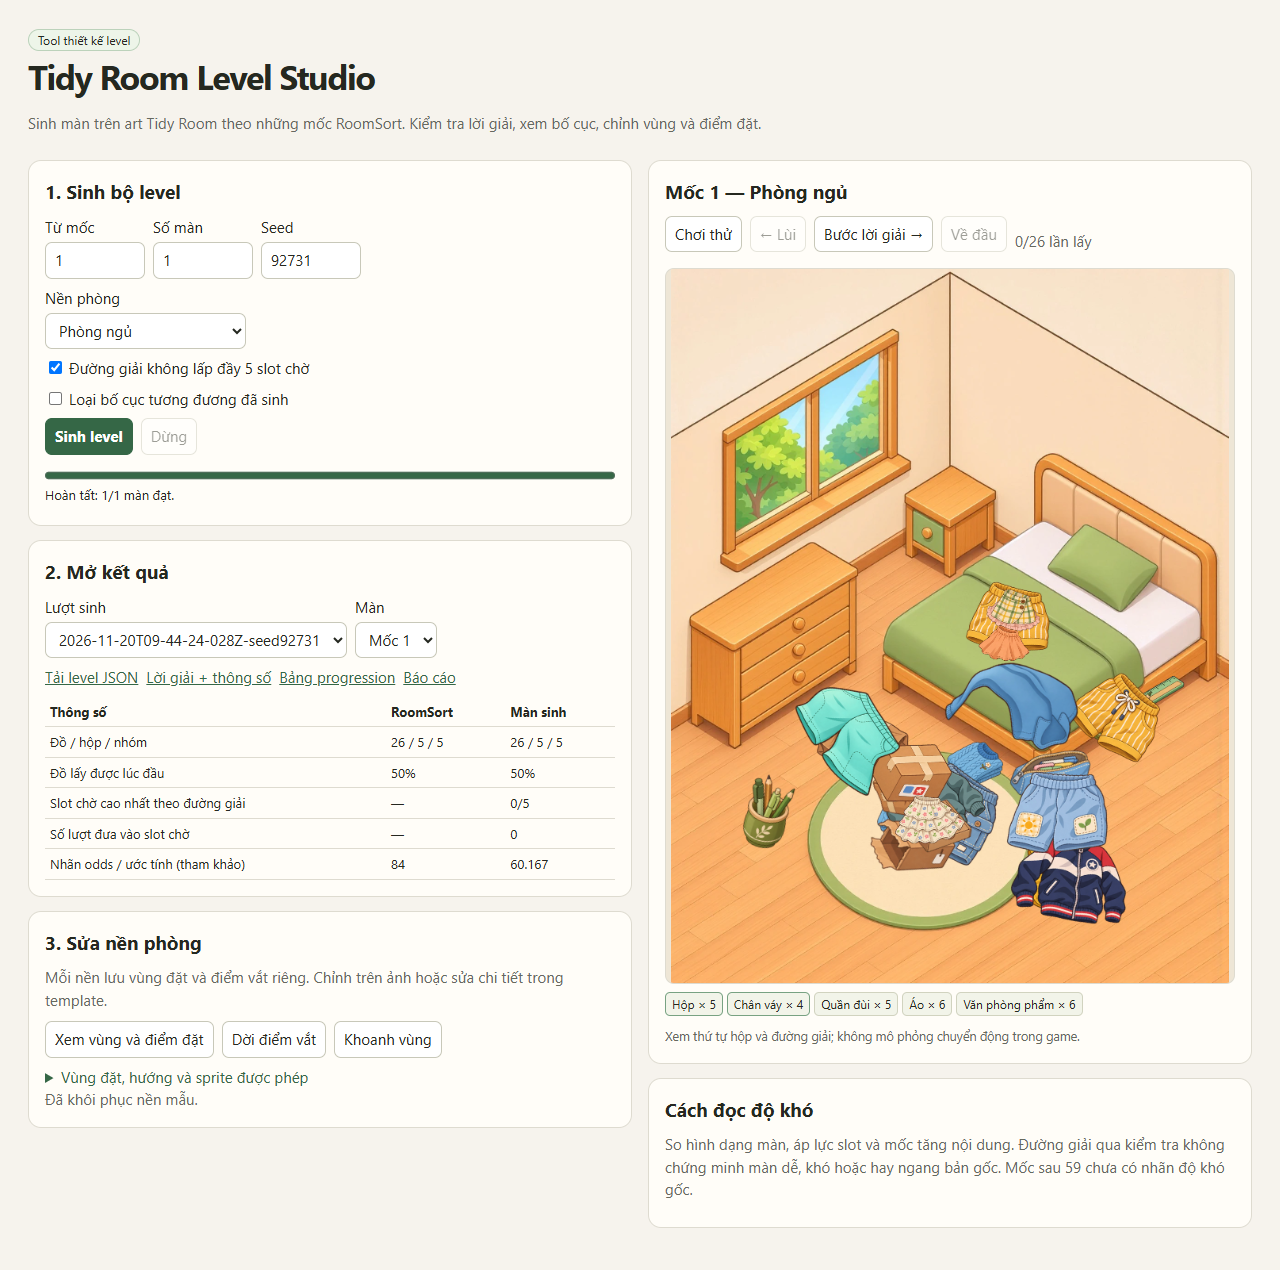 Tool thiết kế level
Tidy Room Level Studio
Sinh màn trên art Tidy Room theo những mốc RoomSort. Kiểm tra lời giải, xem bố cục, chỉnh vùng và điểm đặt.
1. Sinh bộ level
Từ mốc
Số màn
Seed
1
1
92731
Nền phòng
Phòng ngủ
Đường giải không lấp đầy 5 slot chờ
Loại bố cục tương đương đã sinh
Sinh level
Dừng
Hoàn tất: 1/1 màn đạt.
2. Mở kết quả
Lượt sinh
Màn
2026-11-20T09-44-24-028Z-seed92731
Mốc 1
Tải level JSON Lời giải + thông số Bảng progression Báo cáo
Thông số RoomSort Màn sinh
Đồ / hộp / nhóm 26 / 5 / 5 26 / 5 / 5
Đồ lấy được lúc đầu 50% 50%
Slot chờ cao nhất theo đường giải — 0/5
Số lượt đưa vào slot chờ — 0
Nhãn odds / ước tính (tham khảo) 84 60.167
3. Sửa nền phòng
Mỗi nền lưu vùng đặt và điểm vắt riêng. Chỉnh trên ảnh hoặc sửa chi tiết trong
template.
Xem vùng và điểm đặt
Dời điểm vắt
Khoanh vùng
▶ Vùng đặt, hướng và sprite được phép
Đã khôi phục nền mẫu.
Mốc 1 — Phòng ngủ
Chơi thử
← Lùi
Bước lời giải →
Về đầu
0/26 lần lấy
Hộp × 5
Chân váy × 4
Quần đùi × 5
Áo × 6
Văn phòng phẩm × 6
Xem thứ tự hộp và đường giải; không mô phỏng chuyển động trong game.
Cách đọc độ khó
So hình dạng màn, áp lực slot và mốc tăng nội dung. Đường giải qua kiểm tra không
chứng minh màn dễ, khó hoặc hay ngang bản gốc. Mốc sau 59 chưa có nhãn độ khó
gốc.